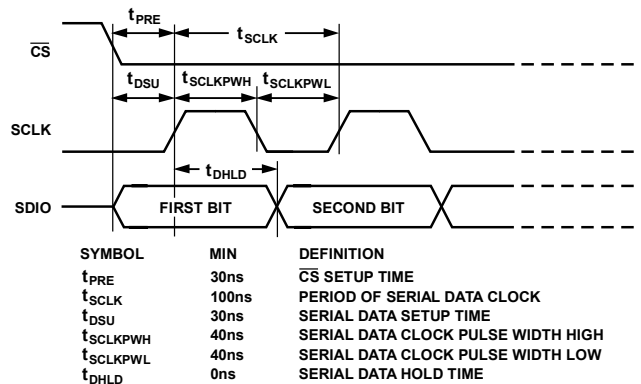 tPRE
tSCLK
CS
tDSU tSCLKPWH tSCLKPWL
SCLK
tDHLD
SDIO FIRST BIT SECOND BIT
SYMBOL MIN DEFINITION
tPRE 30ns CS SETUP TIME
tSCLK 100ns PERIOD OF SERIAL DATA CLOCK
tDSU 30ns SERIAL DATA SETUP TIME
tSCLKPWH 40ns SERIAL DATA CLOCK PULSE WIDTH HIGH
tSCLKPWL 40ns SERIAL DATA CLOCK PULSE WIDTH LOW
tDHLD 0ns SERIAL DATA HOLD TIME